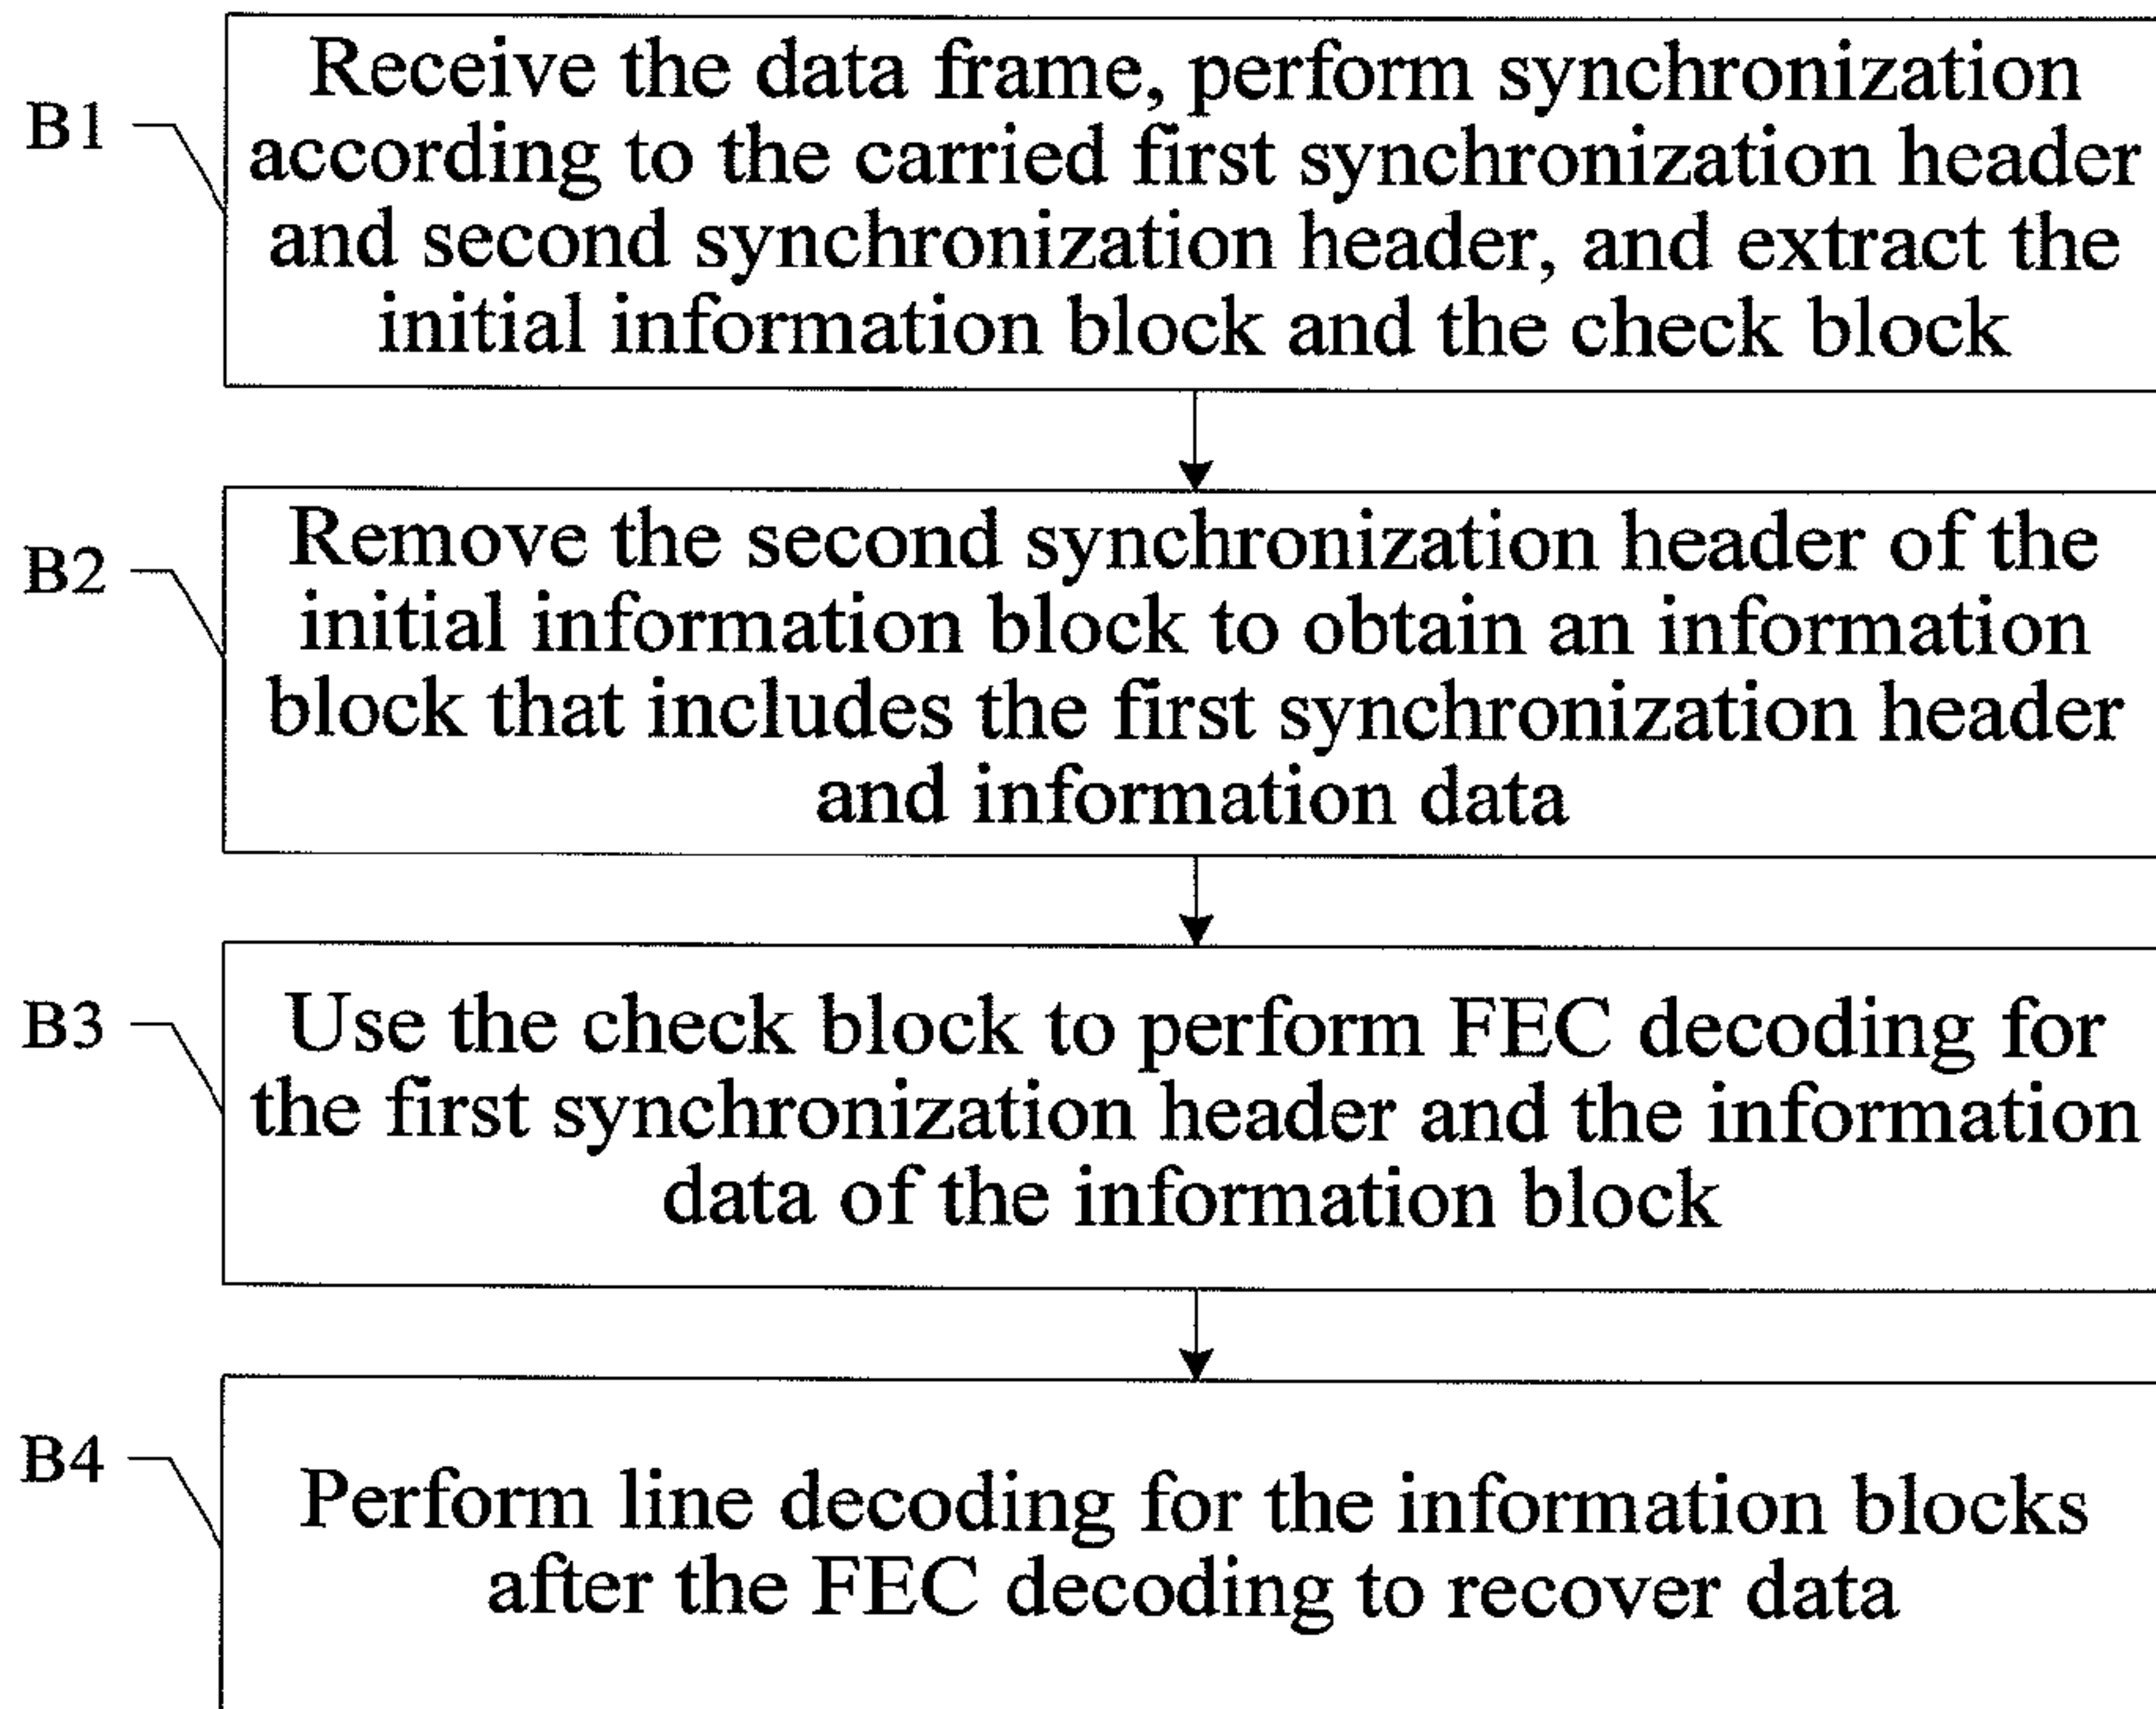 B1
Receive the data frame, perform synchronization
according to the carried first synchronization header
and second synchronization header, and extract the
initial information block and the check block
B2
Remove the second synchronization header of the
initial information block to obtain an information
block that includes the first synchronization header
and information data
B3
Use the check block to perform FEC decoding for
the first synchronization header and the information
data of the information block
B4
Perform line decoding for the information blocks
after the FEC decoding to recover data